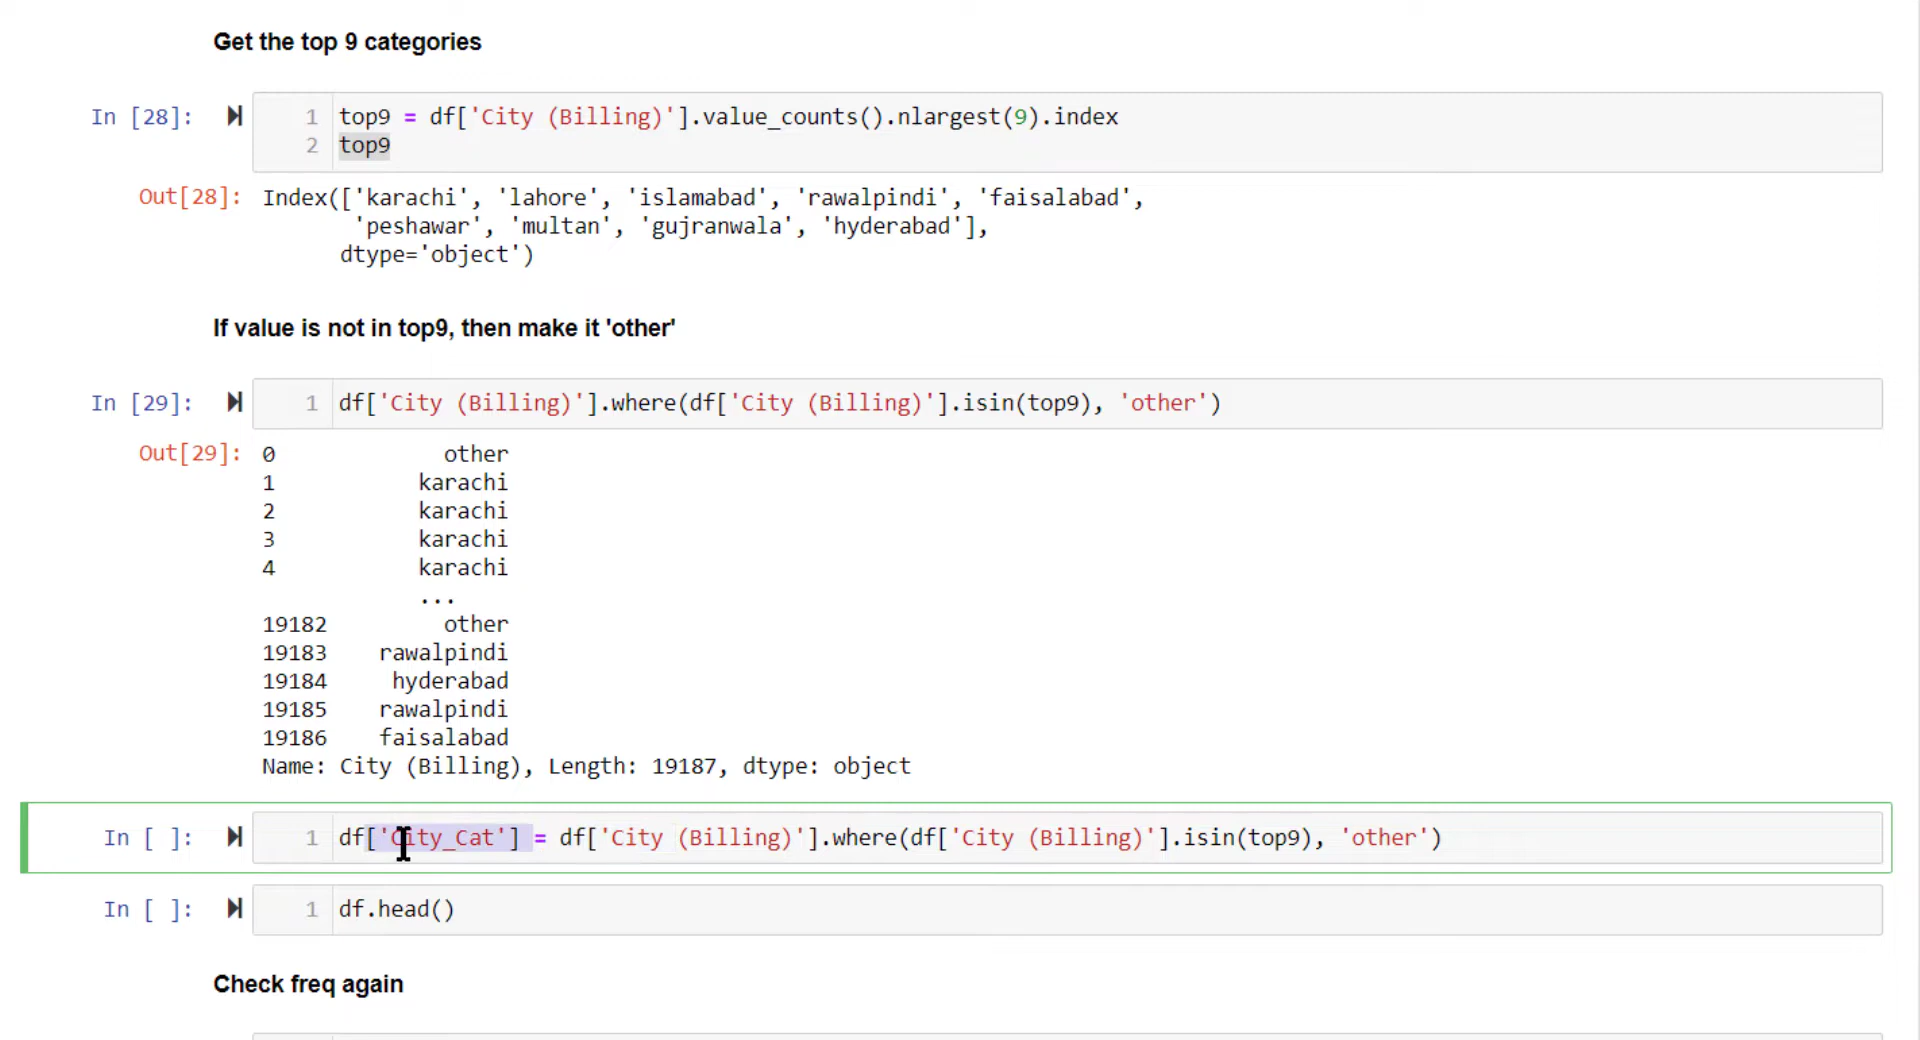 Get the top 9 categories
In [28]: 1 top9 = df['City (Billing)'].value_counts().nlargest(9).index
2 top9
Out[28]: Index(['karachi', 'lahore', 'islamabad', 'rawalpindi', 'faisalabad',
'peshawar', 'multan', 'gujranwala', 'hyderabad'],
dtype='object')
If value is not in top9, then make it 'other'
In [29]: 1 df['City (Billing)'].where(df['City (Billing)'].isin(top9), 'other')
Out[29]: 0 other
1 karachi
2 karachi
3 karachi
4 karachi
...
19182 other
19183 rawalpindi
19184 hyderabad
19185 rawalpindi
19186 faisalabad
Name: City (Billing), Length: 19187, dtype: object
In [ ]: 1 df['City_Cat'] = df['City (Billing)'].where(df['City (Billing)'].isin(top9), 'other')
In [ ]: 1 df.head()
Check freq again